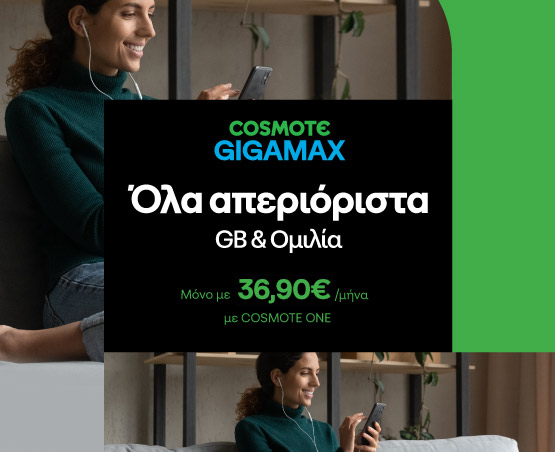 COSMOTE
GIGAMAX
Όλα απεριόριστα
GB & Ομιλία
Μόνο με 36,90€ /μήνα
με COSMOTE ONE